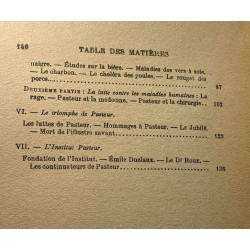 140 TABLE DES MATIÈRES
nale. — Études sur la bière. — Maladies des vers à soie.
— Le charbon. — Le choléra des poules. — Le rouget des
porcs. 87
DEUXIÈME PARTIE : La lutte contre les maladies humaines : La
rage. — Pasteur et la médecine. — Pasteur et la chirurgie.. 102
VI. — Le triomphe de Pasteur.
Les luttes de Pasteur. — Hommages à Pasteur. — Le Jubilé.
— Mort de l'illustre savant. 122
VII. — L'Institut Pasteur.
Fondation de l'Institut. — Émile Duclaux. — Le Dr Roux. —
Les continuateurs de Pasteur